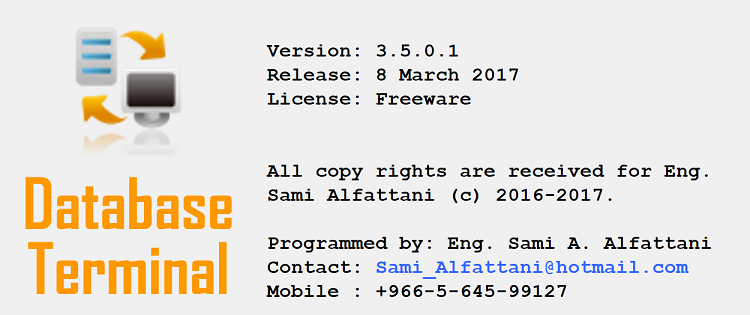 Version: 3.5.0.1
Release: 8 March 2017
License: Freeware
All copy rights are received for Eng.
Sami Alfattani (c) 2016-2017.
Database
Terminal
Programmed by: Eng. Sami A. Alfattani
Contact: Sami_Alfattani@hotmail.com
Mobile : +966-5-645-99127